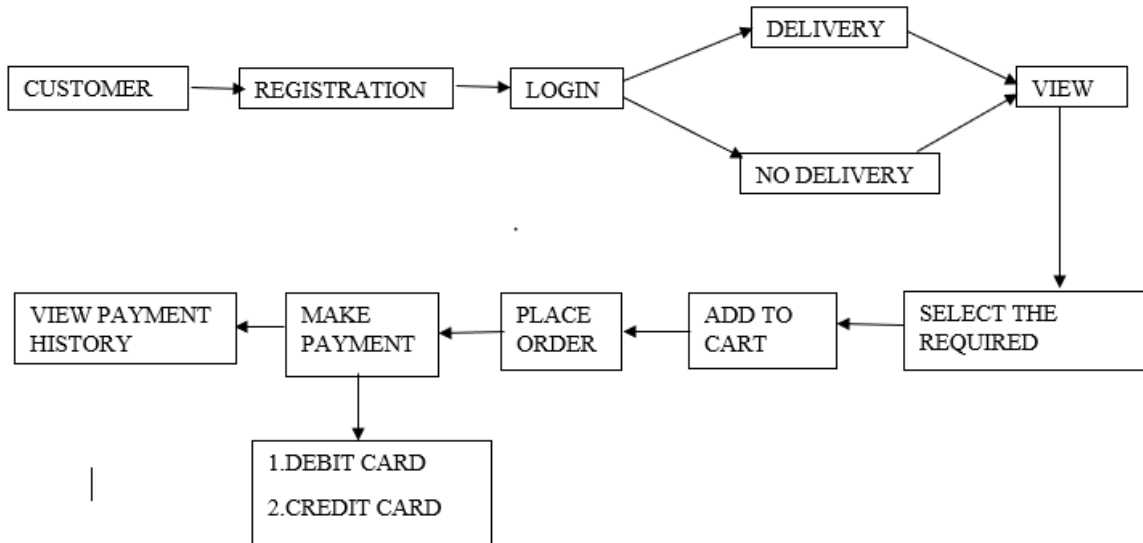 DELIVERY
CUSTOMER
REGISTRATION
LOGIN
VIEW
NO DELIVERY
VIEW PAYMENT
HISTORY
MAKE
PAYMENT
PLACE
ORDER
ADD TO
CART
SELECT THE
REQUIRED
1.DEBIT CARD
2.CREDIT CARD